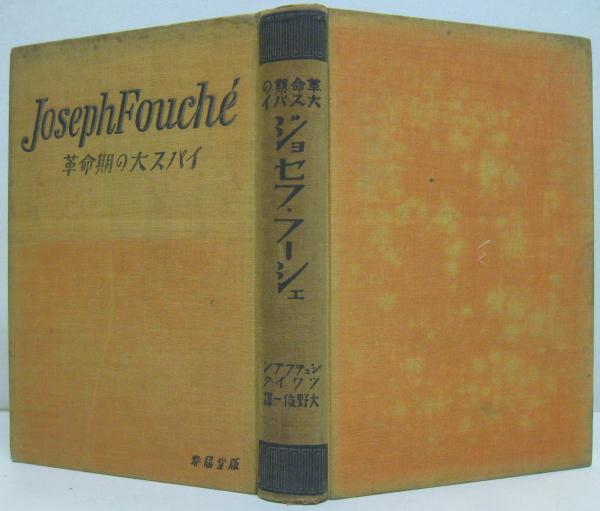 Joseph Fouché
革命期の大スパイ
春陽堂版
革命期の
大スパイ
ジョセフ・フーシェ
シュテファン
ツワイク
大野俊一譯